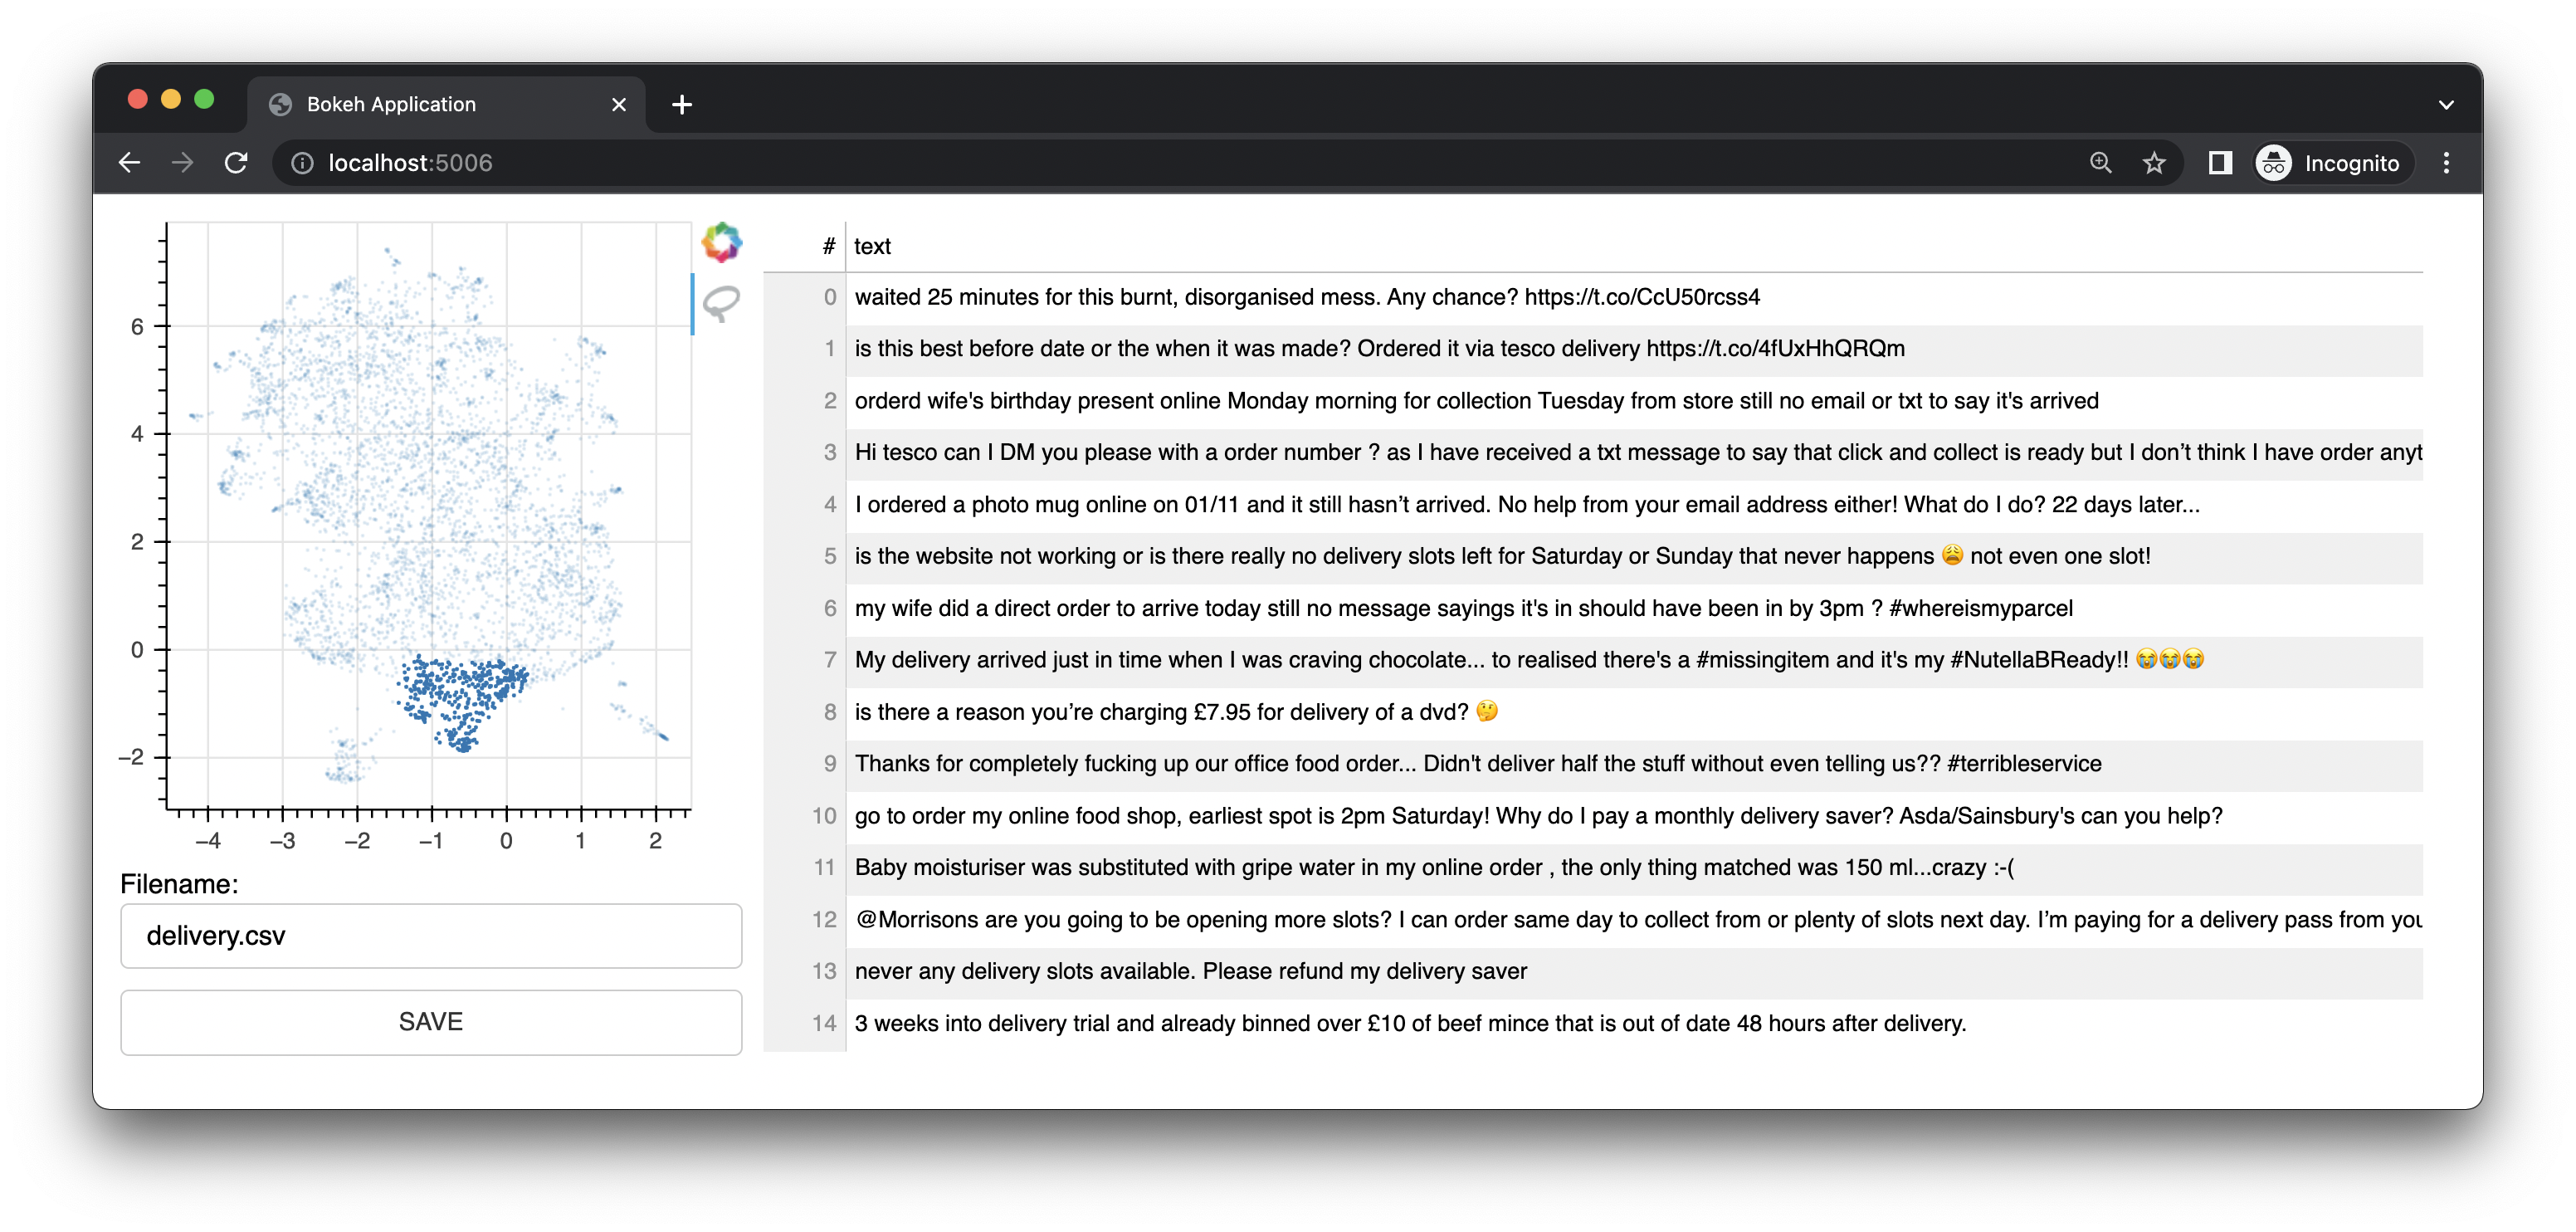 Bokeh Application
localhost:5006
Incognito
6
4
2
0
−2
−4 −3 −2 −1 0 1 2
Filename:
delivery.csv
SAVE
# text
0 waited 25 minutes for this burnt, disorganised mess. Any chance? https://t.co/CcU50rcss4
1 is this best before date or the when it was made? Ordered it via tesco delivery https://t.co/4fUxHhQRQm
2 orderd wife's birthday present online Monday morning for collection Tuesday from store still no email or txt to say it's arrived
3 Hi tesco can I DM you please with a order number ? as I have received a txt message to say that click and collect is ready but I don’t think I have order anyt
4 I ordered a photo mug online on 01/11 and it still hasn’t arrived. No help from your email address either! What do I do? 22 days later...
5 is the website not working or is there really no delivery slots left for Saturday or Sunday that never happens 😩 not even one slot!
6 my wife did a direct order to arrive today still no message sayings it's in should have been in by 3pm ? #whereismyparcel
7 My delivery arrived just in time when I was craving chocolate... to realised there's a #missingitem and it's my #NutellaBReady!! 😭😭😭
8 is there a reason you’re charging £7.95 for delivery of a dvd? 🤔
9 Thanks for completely fucking up our office food order... Didn't deliver half the stuff without even telling us?? #terribleservice
10 go to order my online food shop, earliest spot is 2pm Saturday! Why do I pay a monthly delivery saver? Asda/Sainsbury's can you help?
11 Baby moisturiser was substituted with gripe water in my online order , the only thing matched was 150 ml...crazy :-(
12 @Morrisons are you going to be opening more slots? I can order same day to collect from or plenty of slots next day. I’m paying for a delivery pass from you
13 never any delivery slots available. Please refund my delivery saver
14 3 weeks into delivery trial and already binned over £10 of beef mince that is out of date 48 hours after delivery.